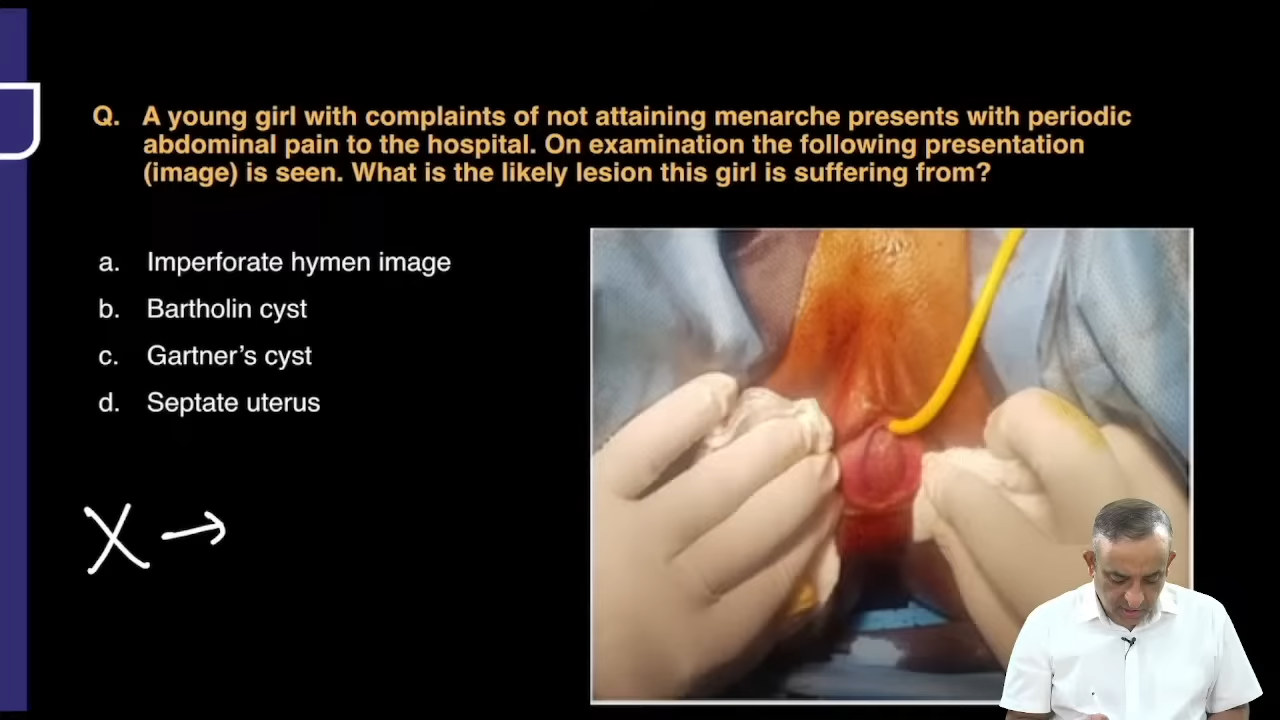 Q. A young girl with complaints of not attaining menarche presents with periodic
abdominal pain to the hospital. On examination the following presentation
(image) is seen. What is the likely lesion this girl is suffering from?
a. Imperforate hymen image
b. Bartholin cyst
c. Gartner’s cyst
d. Septate uterus
X →